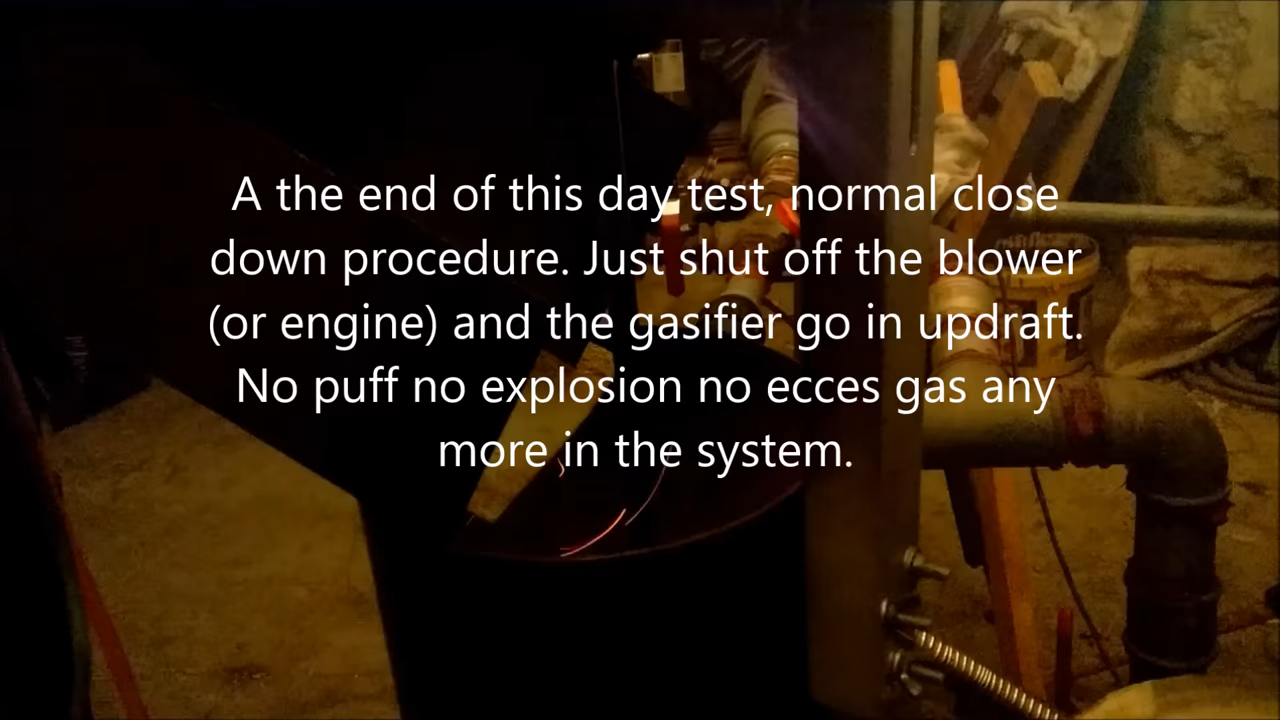 A the end of this day test, normal close
down procedure. Just shut off the blower
(or engine) and the gasifier go in updraft.
No puff no explosion no ecces gas any
more in the system.